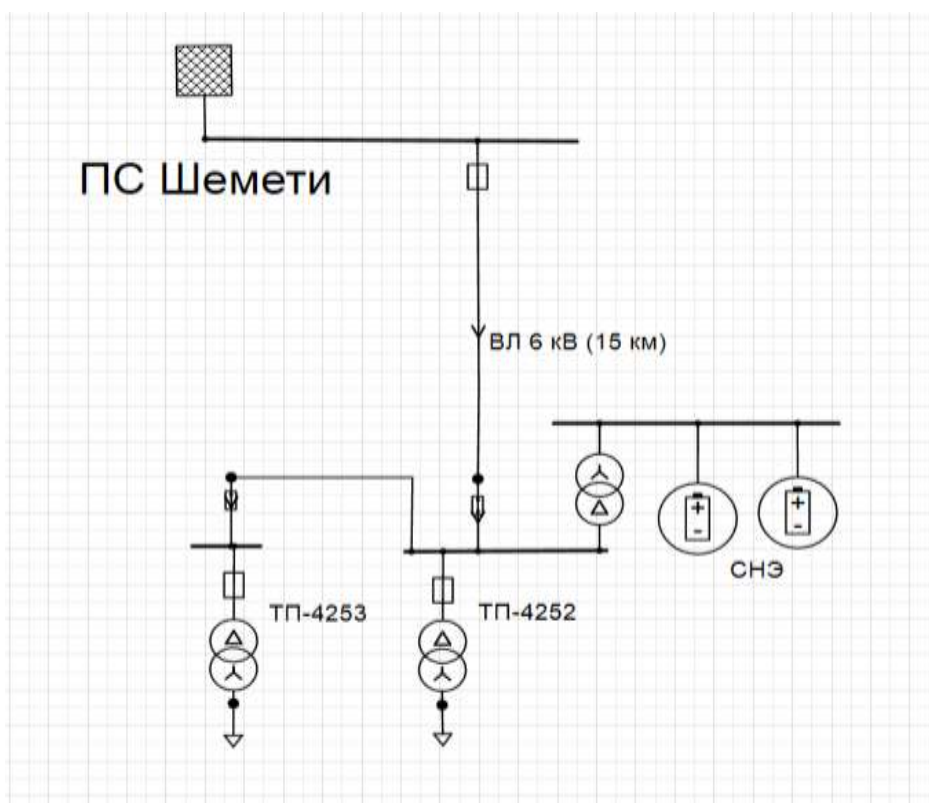 ПС Шемети
ВЛ 6 кВ (15 км)
+
-
+
-
СНЭ
ТП-4253
ТП-4252